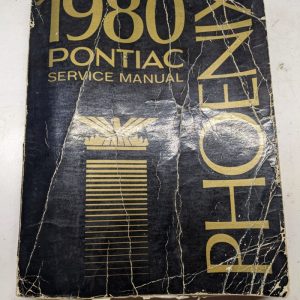 1980
PONTIAC
SERVICE MANUAL
PHOENIX